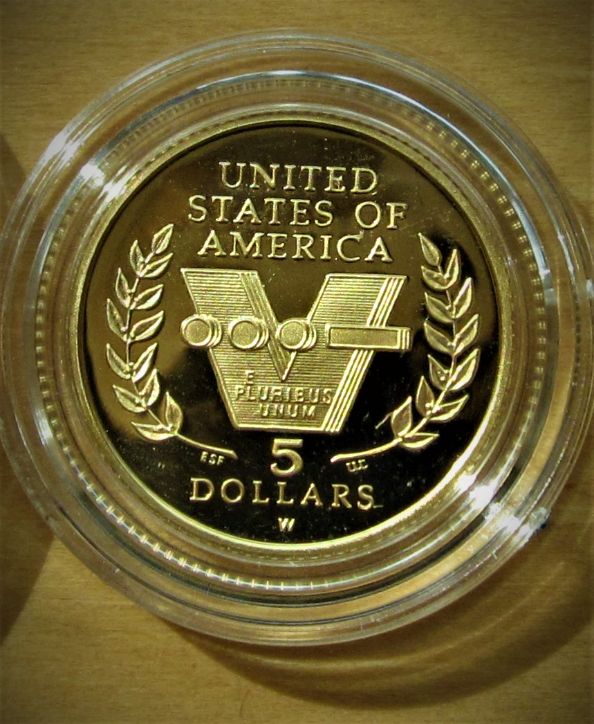 UNITED
STATES OF
AMERICA
V
E
PLURIBUS
UNUM
ESF
5
U.S.
DOLLARS
W